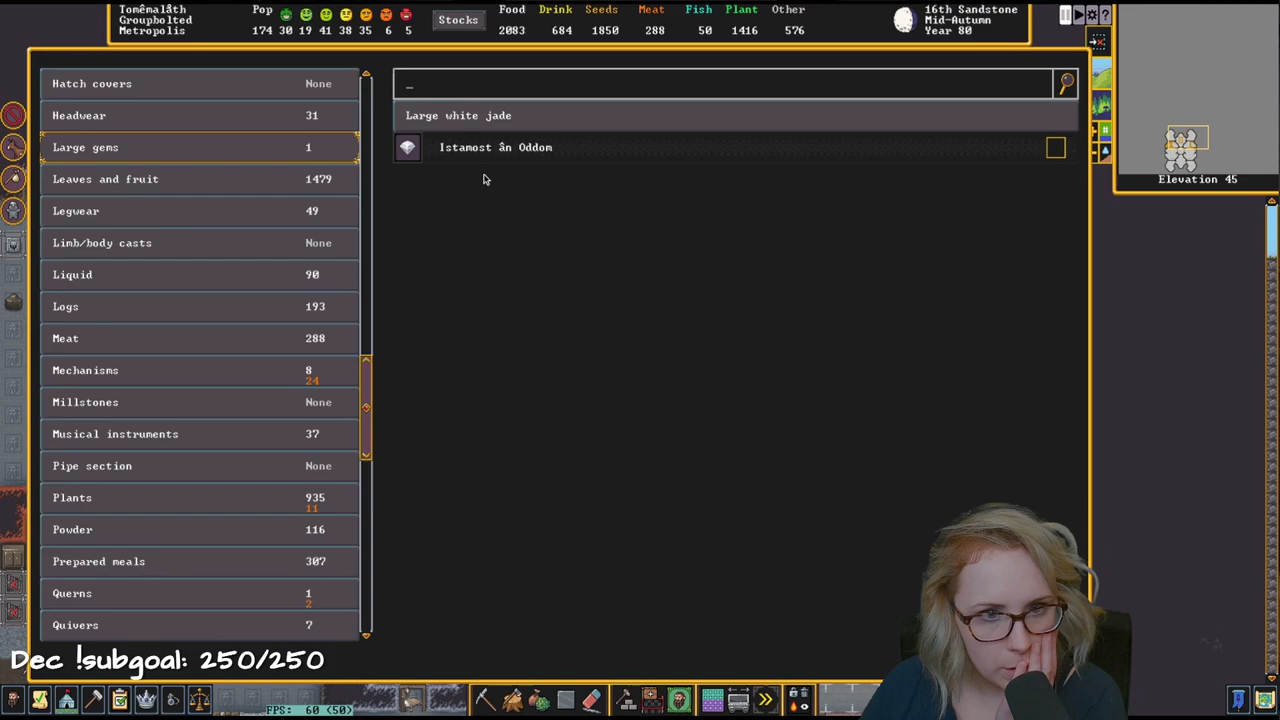 Tomêmalåth
Groupbolted
Metropolis
Pop
174 30 19 41 38 35 6 5
Stocks
Food Drink Seeds Meat Fish Plant Other
2083 684 1850 288 50 1416 576
16th Sandstone
Mid-Autumn
Year 80
Elevation 45
Hatch covers None
Headwear 31
Large gems 1
Leaves and fruit 1479
Legwear 49
Limb/body casts None
Liquid 90
Logs 193
Meat 288
Mechanisms 8
24
Millstones None
Musical instruments 37
Pipe section None
Plants 935
11
Powder 116
Prepared meals 307
Querns 1
2
Quivers 7
_
Large white jade
Istamost ân Oddom
Dec !subgoal: 250/250
FPS: 60 (50)